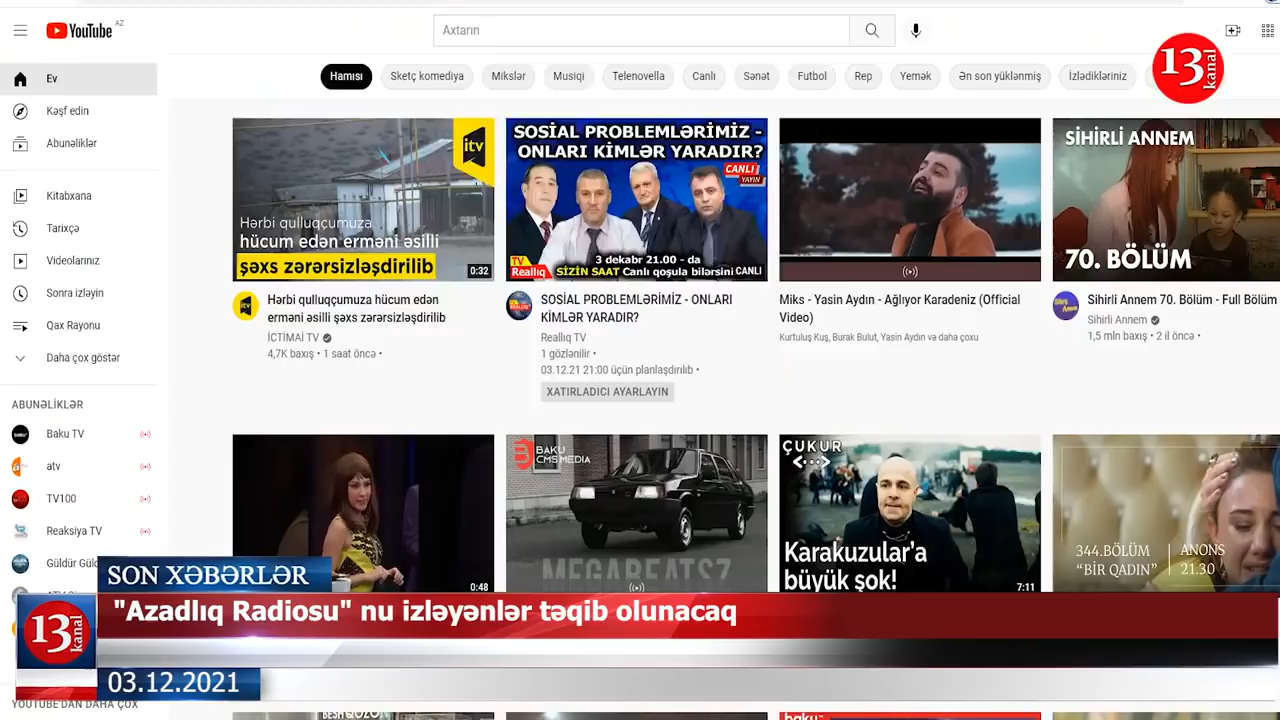 YouTube AZ
Axtarın
13 kanal
Ev
Kəşf edin
Abunəliklər
Kitabxana
Tarixçə
Videolarınız
Sonra izləyin
Qax Rayonu
Daha çox göstər
ABUNƏLİKLƏR
Baku TV
atv
TV100
Reaksiya TV
Güldür Gül
YOUTUBE'DAN DAHA ÇOX
Hamısı
Sketç komediya
Mikslər
Musiqi
Telenovella
Canlı
Sənət
Futbol
Rep
Yemək
Ən son yüklənmiş
İzlədikləriniz
itv
Hərbi qulluqçumuza
hücum edən erməni əsilli
şəxs zərərsizləşdirilib
0:32
Hərbi qulluqçumuza hücum edən
erməni əsilli şəxs zərərsizləşdirilib
İCTİMAİ TV
4,7K baxış • 1 saat öncə •
SOSİAL PROBLEMLƏRİMİZ -
ONLARI KİMLƏR YARADIR?
CANLI
YAYIN
3 dekabr 21.00 - da
TV
Reallıq
SİZİN SAAT Canlı qoşula bilərsini
CANLI
SOSİAL PROBLEMLƏRİMİZ - ONLARI
KİMLƏR YARADIR?
Reallıq TV
1 gözlənilir •
03.12.21 21:00 üçün planlaşdırılıb •
XATIRLADICI AYARLAYIN
Miks - Yasin Aydın - Ağlıyor Karadeniz (Official
Video)
Kurtuluş Kuş, Burak Bulut, Yasin Aydın və daha çoxu
SİHİRLİ ANNEM
70. BÖLÜM
Sihirli Annem 70. Bölüm - Full Bölüm
Sihirli Annem
1,5 mln baxış • 2 il öncə •
0:48
BAKU
CMS MEDIA
MEGABEATSZ
ÇUKUR
Karakuzular'a
büyük şok!
7:11
344.BÖLÜM
"BİR QADIN"
ANONS
21.30
SON XƏBƏRLƏR
"Azadlıq Radiosu" nu izləyənlər təqib olunacaq
13 kanal
03.12.2021